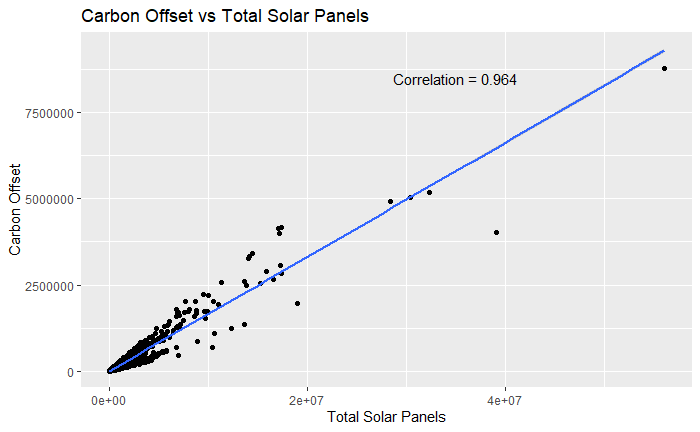 Carbon Offset vs Total Solar Panels
Correlation = 0.964
7500000
5000000
2500000
0
Carbon Offset
0e+00 2e+07 4e+07
Total Solar Panels